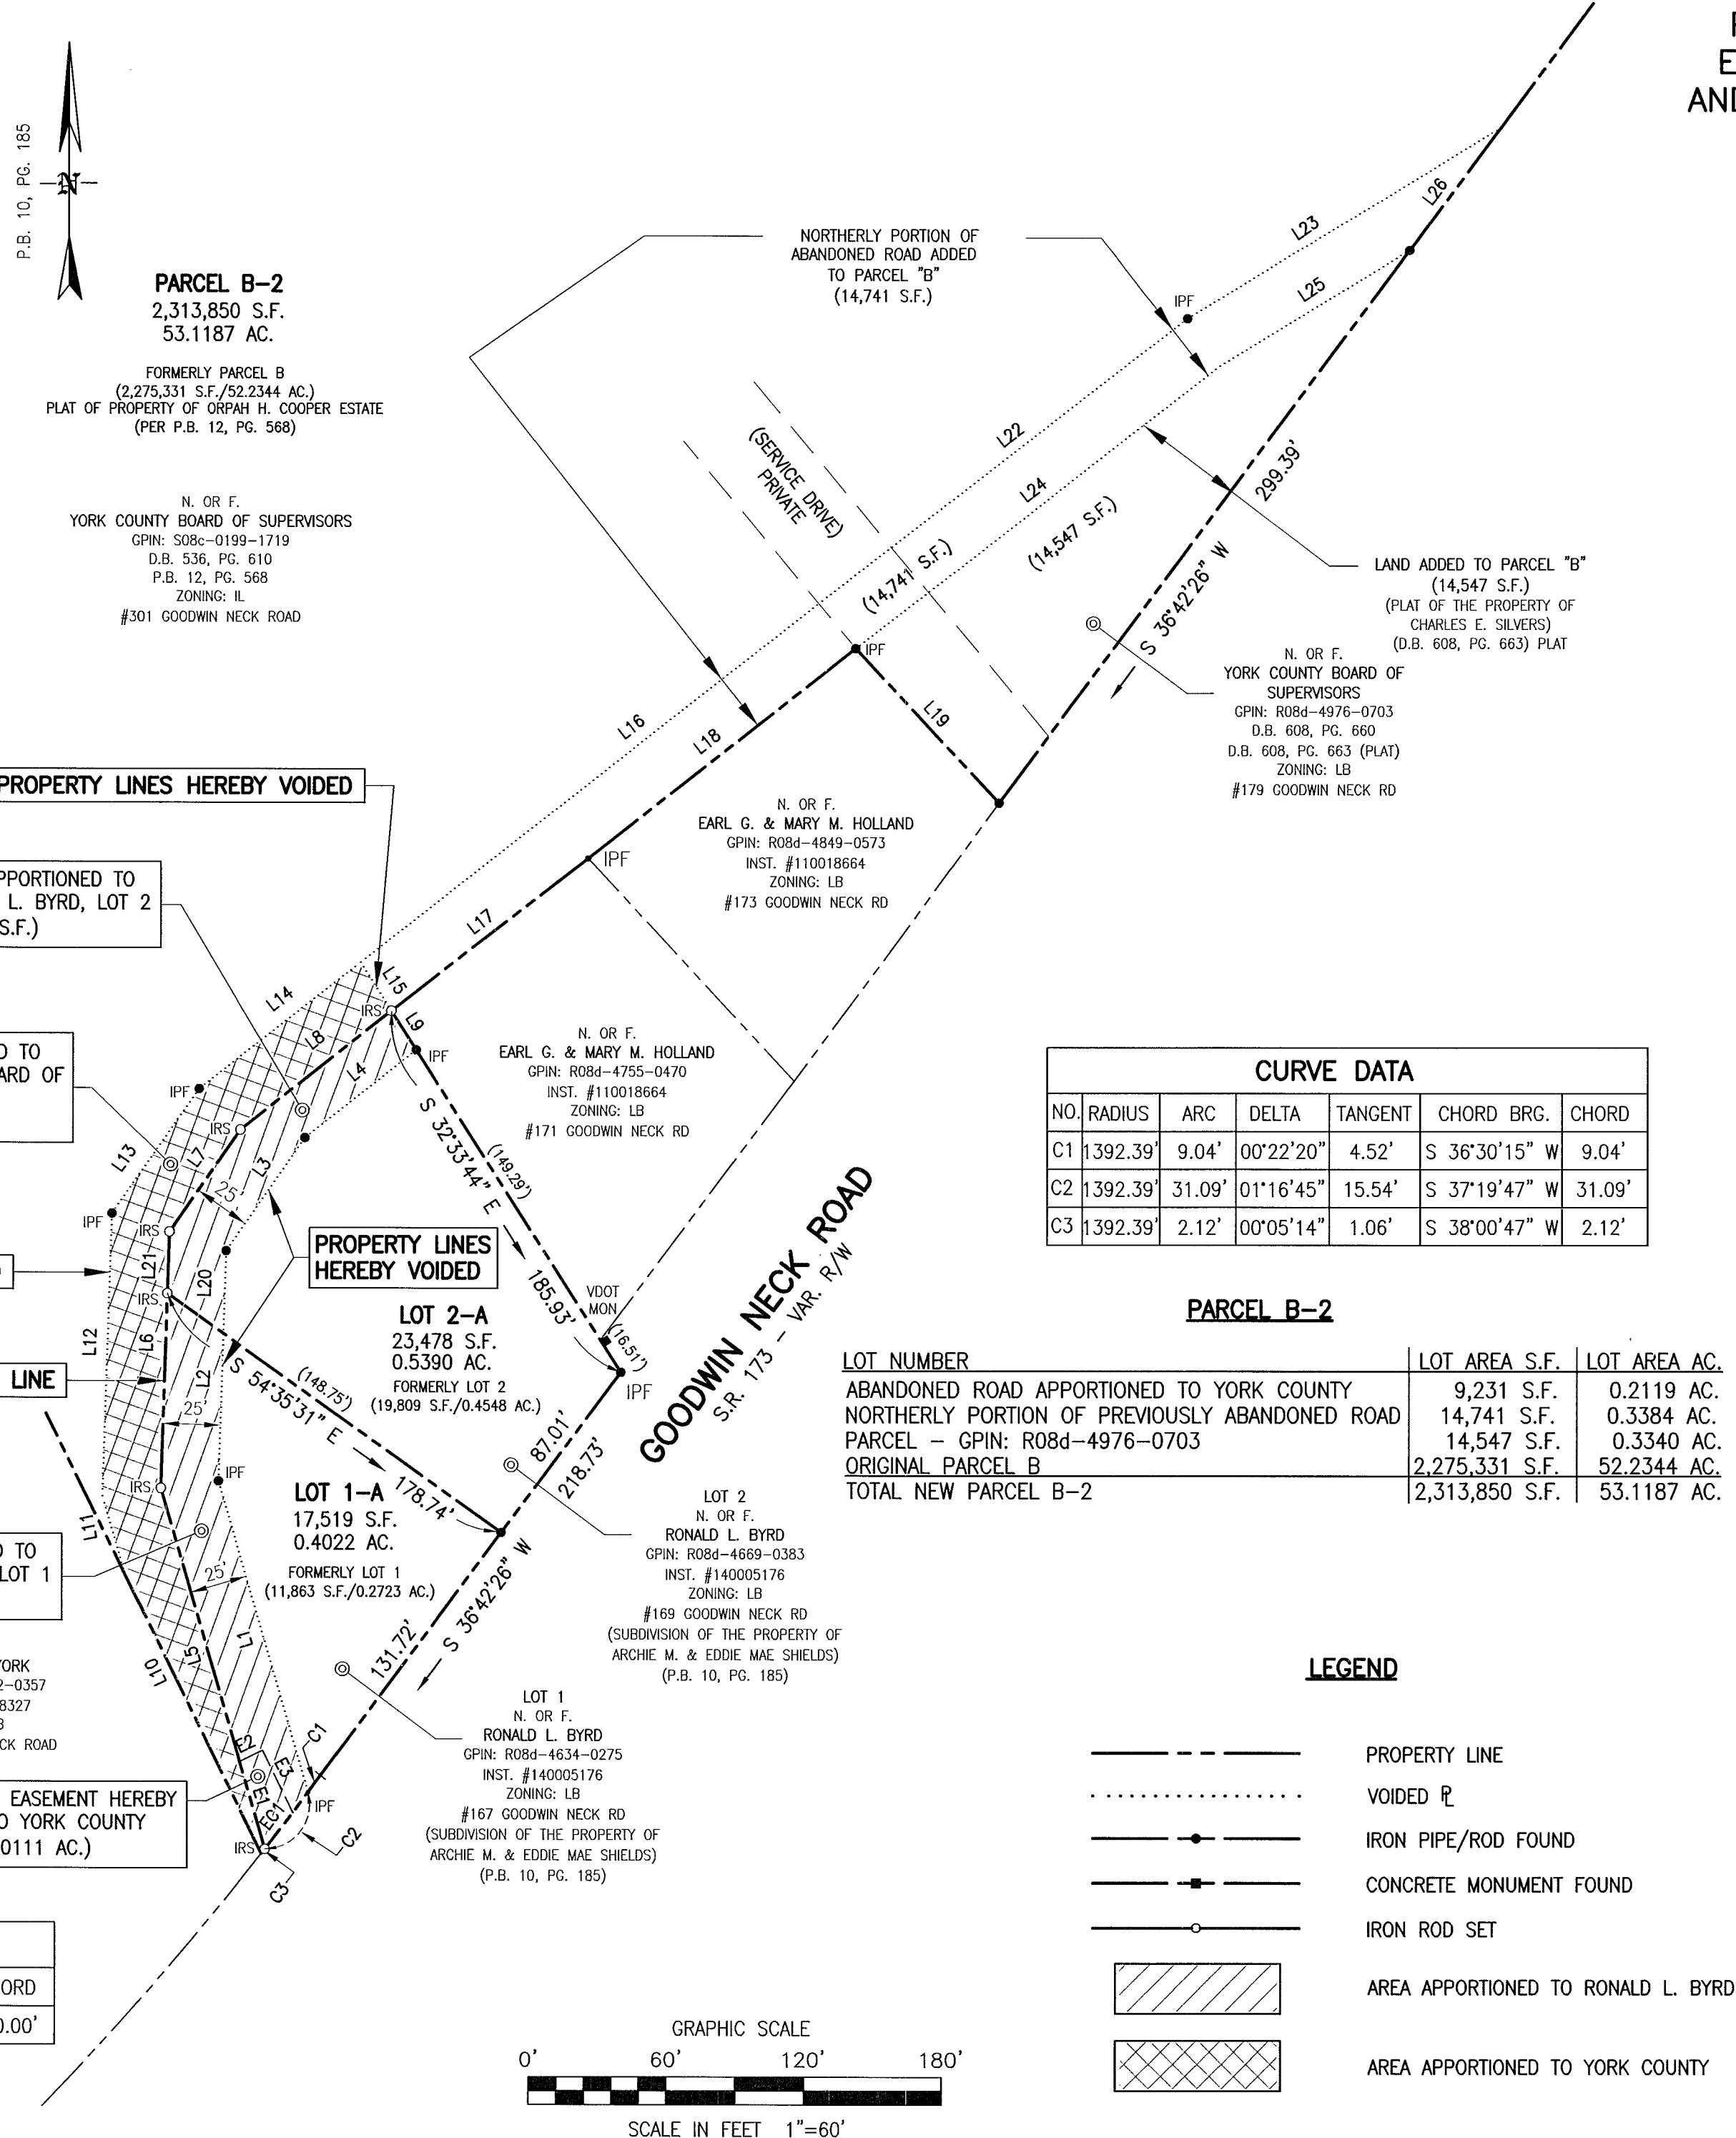 P.B. 10, PG. 185
N
PARCEL B-2
2,313,850 S.F.
53.1187 AC.
FORMERLY PARCEL B
(2,275,331 S.F./52.2344 AC.)
PLAT OF PROPERTY OF ORPAH H. COOPER ESTATE
(PER P.B. 12, PG. 568)
N. OR F.
YORK COUNTY BOARD OF SUPERVISORS
GPIN: S08c-0199-1719
D.B. 536, PG. 610
P.B. 12, PG. 568
ZONING: IL
#301 GOODWIN NECK ROAD
AND
NORTHERLY PORTION OF
ABANDONED ROAD ADDED
TO PARCEL "B"
(14,741 S.F.)
IPF
L23
L26
L25
L22
L24
(SERVICE DRIVE)
PRIVATE
(14,741 S.F.)
(14,547 S.F.)
299.39'
S 36°42'26" W
LAND ADDED TO PARCEL "B"
(14,547 S.F.)
(PLAT OF THE PROPERTY OF
CHARLES E. SILVERS)
(D.B. 608, PG. 663) PLAT
N. OR F.
YORK COUNTY BOARD OF
SUPERVISORS
GPIN: R08d-4976-0703
D.B. 608, PG. 660
D.B. 608, PG. 663 (PLAT)
ZONING: LB
#179 GOODWIN NECK RD
IPF
L16
L18
L19
PROPERTY LINES HEREBY VOIDED
N. OR F.
EARL G. & MARY M. HOLLAND
GPIN: R08d-4849-0573
INST. #110018664
ZONING: LB
#173 GOODWIN NECK RD
IPF
L17
PPORTIONED TO
L. BYRD, LOT 2
S.F.)
L15
L14
IRS
L9
L8
L4
IPF
N. OR F.
EARL G. & MARY M. HOLLAND
GPIN: R08d-4755-0470
INST. #110018664
ZONING: LB
#171 GOODWIN NECK RD
D TO
ARD OF
IPF
IRS
L13
L7
L3
25'
S 32°33'44" E
(149.29')
185.93'
IPF
IRS
PROPERTY LINES
HEREBY VOIDED
L21
L20
IRS
VDOT
MON
(16.51')
IPF
LOT 2-A
23,478 S.F.
0.5390 AC.
FORMERLY LOT 2
(19,809 S.F./0.4548 AC.)
L12
L6
L2
25'
LINE
S 54°35'31" E
(148.75')
178.74'
GOODWIN NECK ROAD
S.R. 173 - VAR. R/W
87.01'
218.73'
IPF
IRS
LOT 1-A
17,519 S.F.
0.4022 AC.
FORMERLY LOT 1
(11,863 S.F./0.2723 AC.)
LOT 2
N. OR F.
RONALD L. BYRD
GPIN: R08d-4669-0383
INST. #140005176
ZONING: LB
#169 GOODWIN NECK RD
(SUBDIVISION OF THE PROPERTY OF
ARCHIE M. & EDDIE MAE SHIELDS)
(P.B. 10, PG. 185)
L11
D TO
LOT 1
25'
S 36°42'26" W
131.72'
L1
L5
L10
ORK
2-0357
8327
CK ROAD
LOT 1
N. OR F.
RONALD L. BYRD
GPIN: R08d-4634-0275
INST. #140005176
ZONING: LB
#167 GOODWIN NECK RD
(SUBDIVISION OF THE PROPERTY OF
ARCHIE M. & EDDIE MAE SHIELDS)
(P.B. 10, PG. 185)
C1
E2
E3
E1
EC1
IPF
EASEMENT HEREBY
O YORK COUNTY
0111 AC.)
IRS
C2
C3
ORD
0.00'
CURVE DATA
NO. RADIUS ARC DELTA TANGENT CHORD BRG. CHORD
C1 1392.39' 9.04' 00°22'20" 4.52' S 36°30'15" W 9.04'
C2 1392.39' 31.09' 01°16'45" 15.54' S 37°19'47" W 31.09'
C3 1392.39' 2.12' 00°05'14" 1.06' S 38°00'47" W 2.12'
PARCEL B-2
LOT NUMBER LOT AREA S.F. LOT AREA AC.
ABANDONED ROAD APPORTIONED TO YORK COUNTY 9,231 S.F. 0.2119 AC.
NORTHERLY PORTION OF PREVIOUSLY ABANDONED ROAD 14,741 S.F. 0.3384 AC.
PARCEL - GPIN: R08d-4976-0703 14,547 S.F. 0.3340 AC.
ORIGINAL PARCEL B 2,275,331 S.F. 52.2344 AC.
TOTAL NEW PARCEL B-2 2,313,850 S.F. 53.1187 AC.
LEGEND
PROPERTY LINE
VOIDED PL
IRON PIPE/ROD FOUND
CONCRETE MONUMENT FOUND
IRON ROD SET
AREA APPORTIONED TO RONALD L. BYRD
AREA APPORTIONED TO YORK COUNTY
GRAPHIC SCALE
0' 60' 120' 180'
SCALE IN FEET 1"=60'